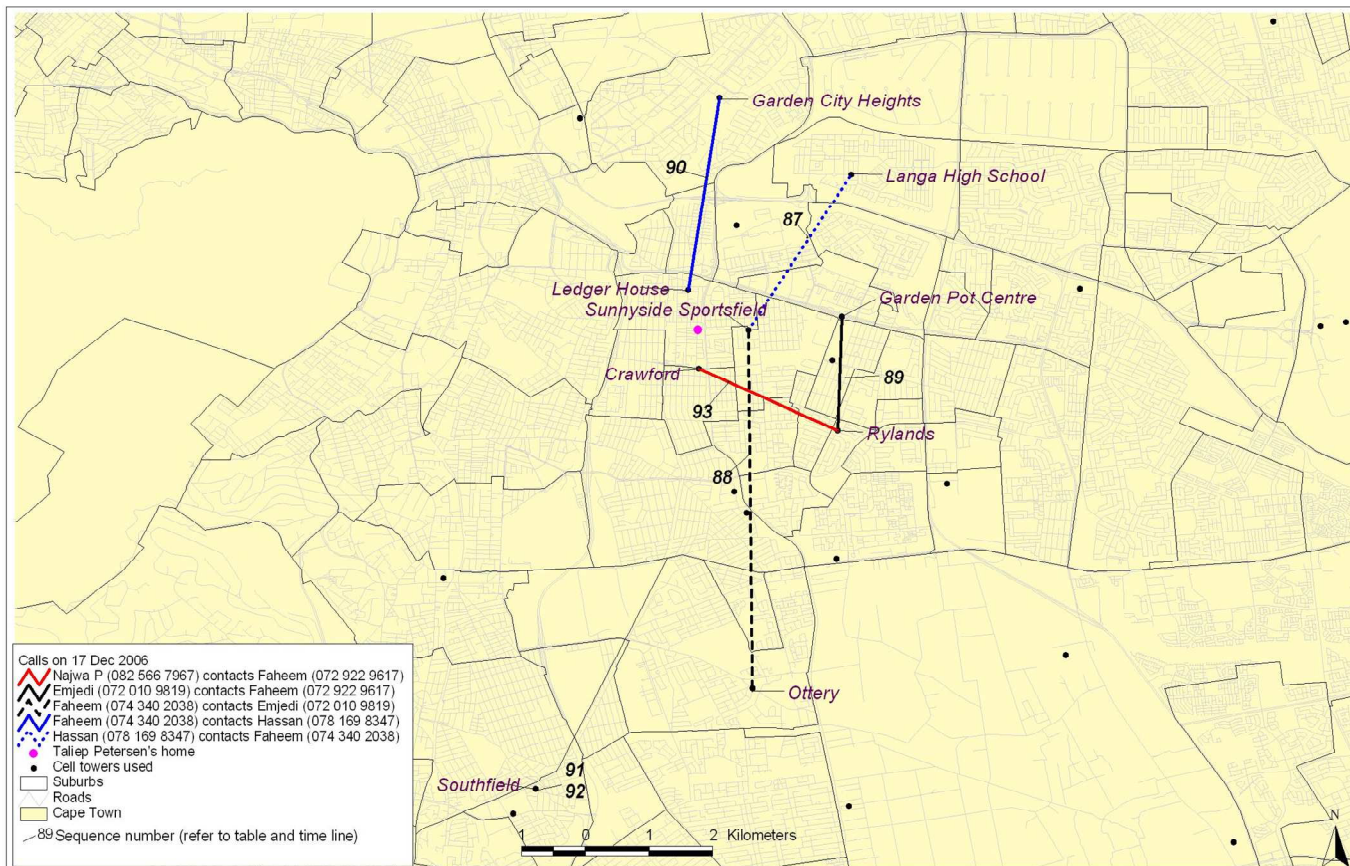 Garden City Heights
90
Langa High School
87
Ledger House
Garden Pot Centre
Sunnyside Sportsfield
Crawford
89
93
Rylands
88
Ottery
Southfield
91
92
Calls on 17 Dec 2006
Najwa P (082 566 7967) contacts Faheem (072 922 9617)
Emjedi (072 010 9819) contacts Faheem (072 922 9617)
Faheem (074 340 2038) contacts Emjedi (072 010 9819)
Faheem (074 340 2038) contacts Hassan (078 169 8347)
Hassan (078 169 8347) contacts Faheem (074 340 2038)
Taliep Petersen's home
Cell towers used
Suburbs
Roads
Cape Town
89 Sequence number (refer to table and time line)
1 0 1 2 Kilometers
N